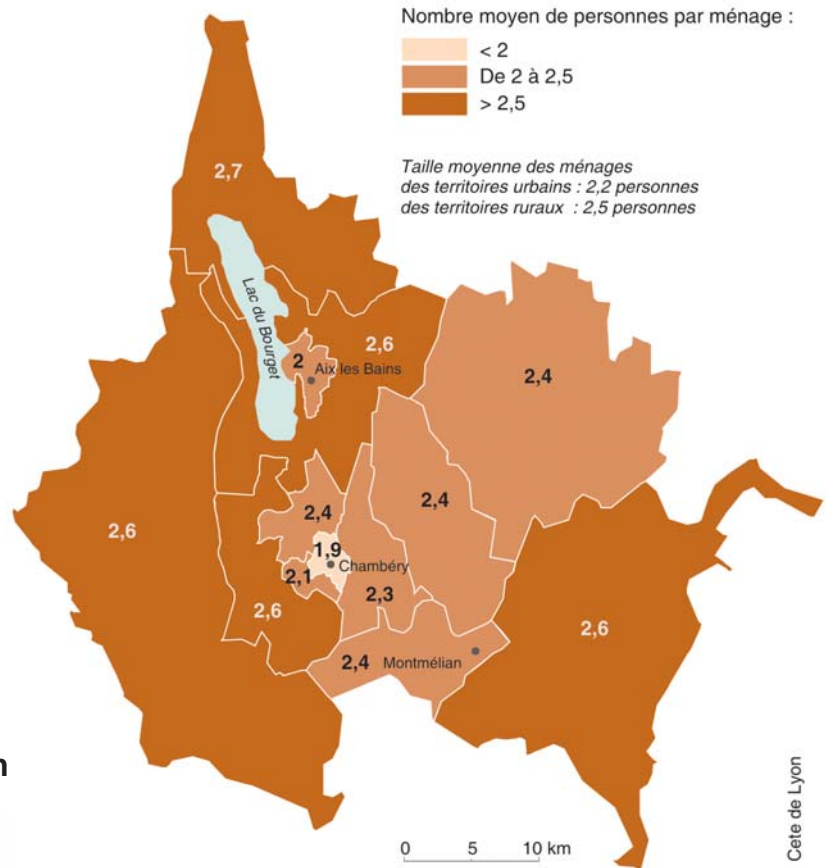 Nombre moyen de personnes par ménage :
< 2
De 2 à 2,5
> 2,5
Taille moyenne des ménages
des territoires urbains : 2,2 personnes
des territoires ruraux : 2,5 personnes
2,7
Lac du Bourget
2,6
2
Aix les Bains
2,4
2,4
2,6
2,4
1,9
Chambéry
2,1
2,3
2,6
2,6
2,4
Montmélian
n
0 5 10 km
Cete de Lyon